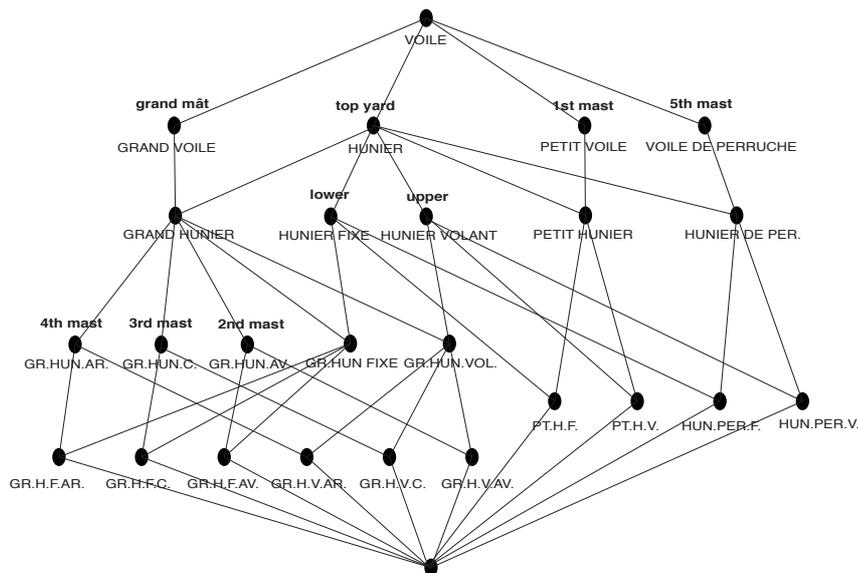 VOILE
grand mât
top yard
1st mast
5th mast
GRAND VOILE
HUNIER
PETIT VOILE
VOILE DE PERRUCHE
lower
upper
GRAND HUNIER
HUNIER FIXE
HUNIER VOLANT
PETIT HUNIER
HUNIER DE PER.
4th mast
3rd mast
2nd mast
GR.HUN.AR.
GR.HUN.C.
GR.HUN.AV.
GR.HUN FIXE
GR.HUN.VOL.
PT.H.F.
PT.H.V.
HUN.PER.F.
HUN.PER.V.
GR.H.F.AR.
GR.H.F.C.
GR.H.F.AV.
GR.H.V.AR.
GR.H.V.C.
GR.H.V.AV.